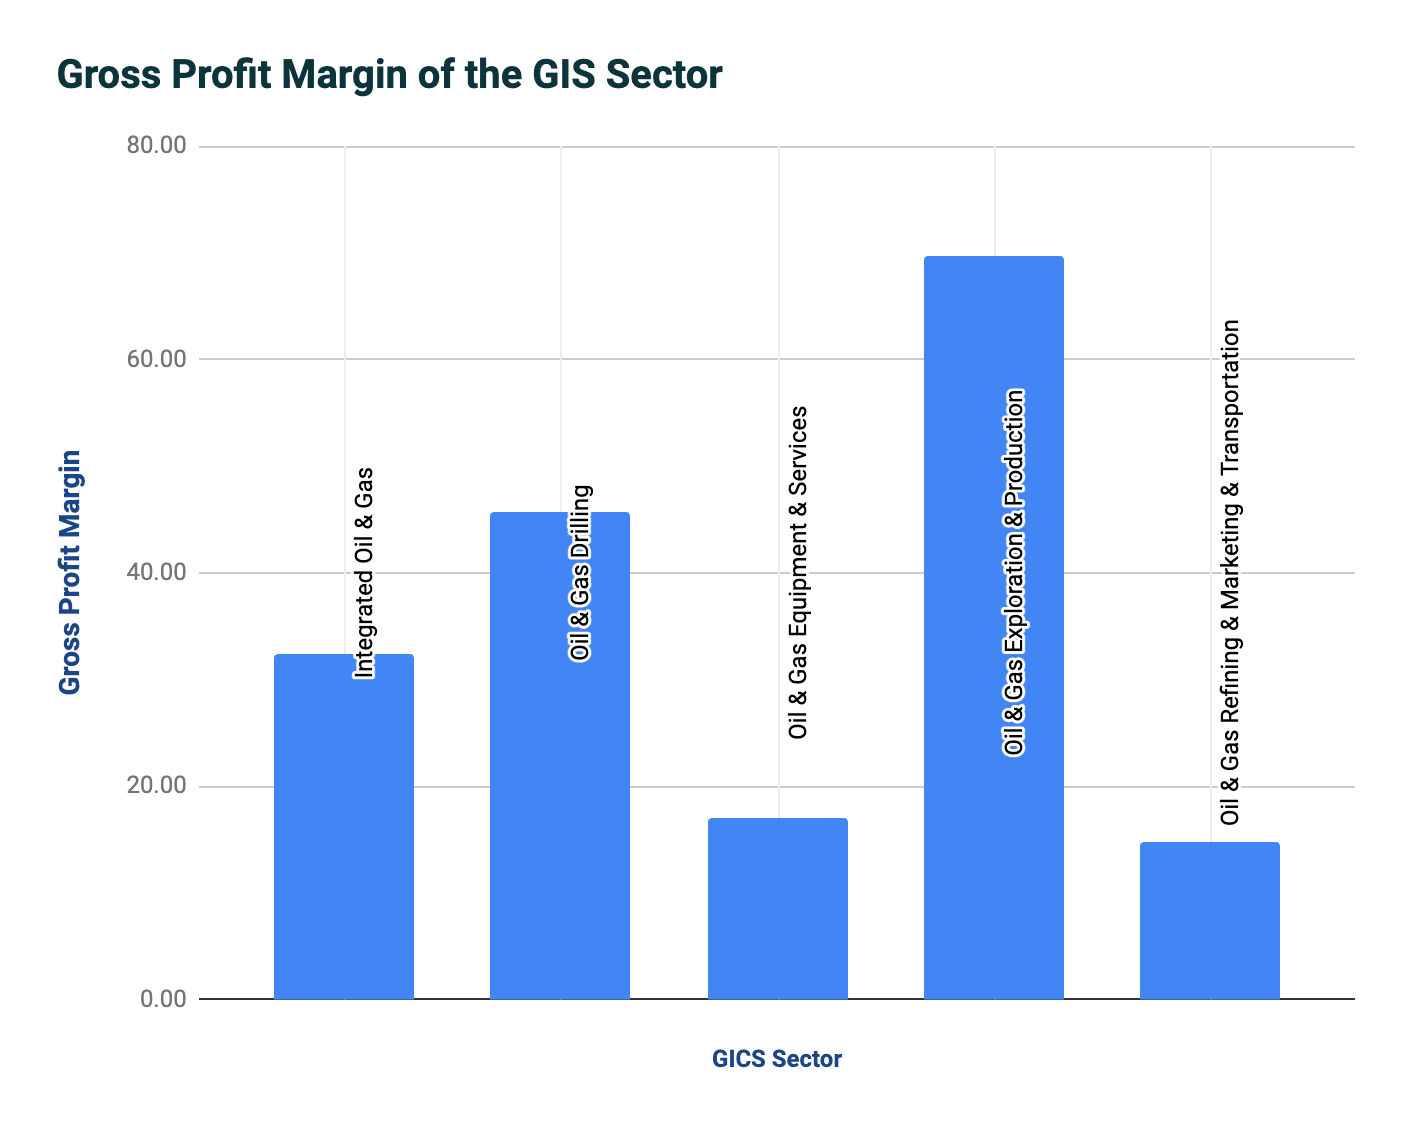 Gross Profit Margin of the GIS Sector
80.00
60.00
40.00
20.00
0.00
Gross Profit Margin
Integrated Oil & Gas
Oil & Gas Drilling
Oil & Gas Equipment & Services
Oil & Gas Exploration & Production
Oil & Gas Refining & Marketing & Transportation
GICS Sector